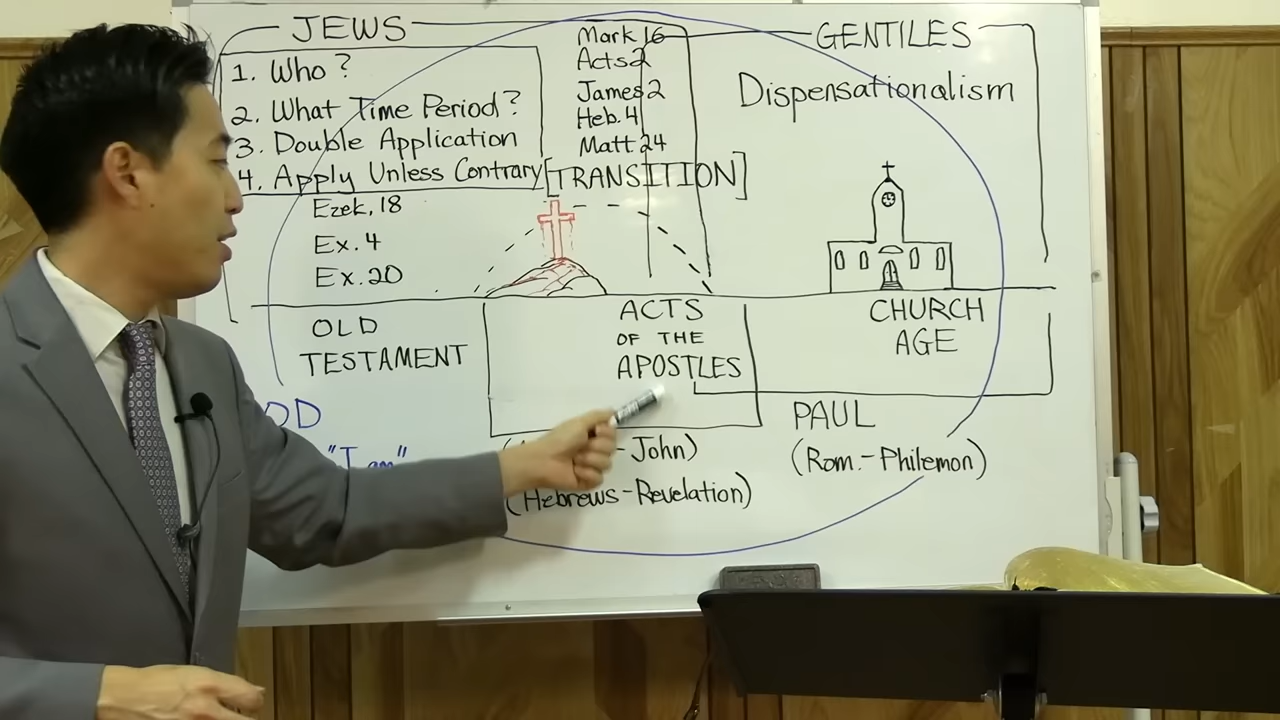 JEWS
1. Who?
2. What Time Period?
3. Double Application
4. Apply Unless Contrary
Mark 16
Acts 2
James 2
Heb. 4
Matt. 24
[TRANSITION]
GENTILES
Dispensationalism
Ezek. 18
Ex. 4
Ex. 20
OLD
TESTAMENT
ACTS
OF THE
APOSTLES
CHURCH
AGE
OD
"I am"
-John)
(Hebrews-Revelation)
PAUL
(Rom.-Philemon)